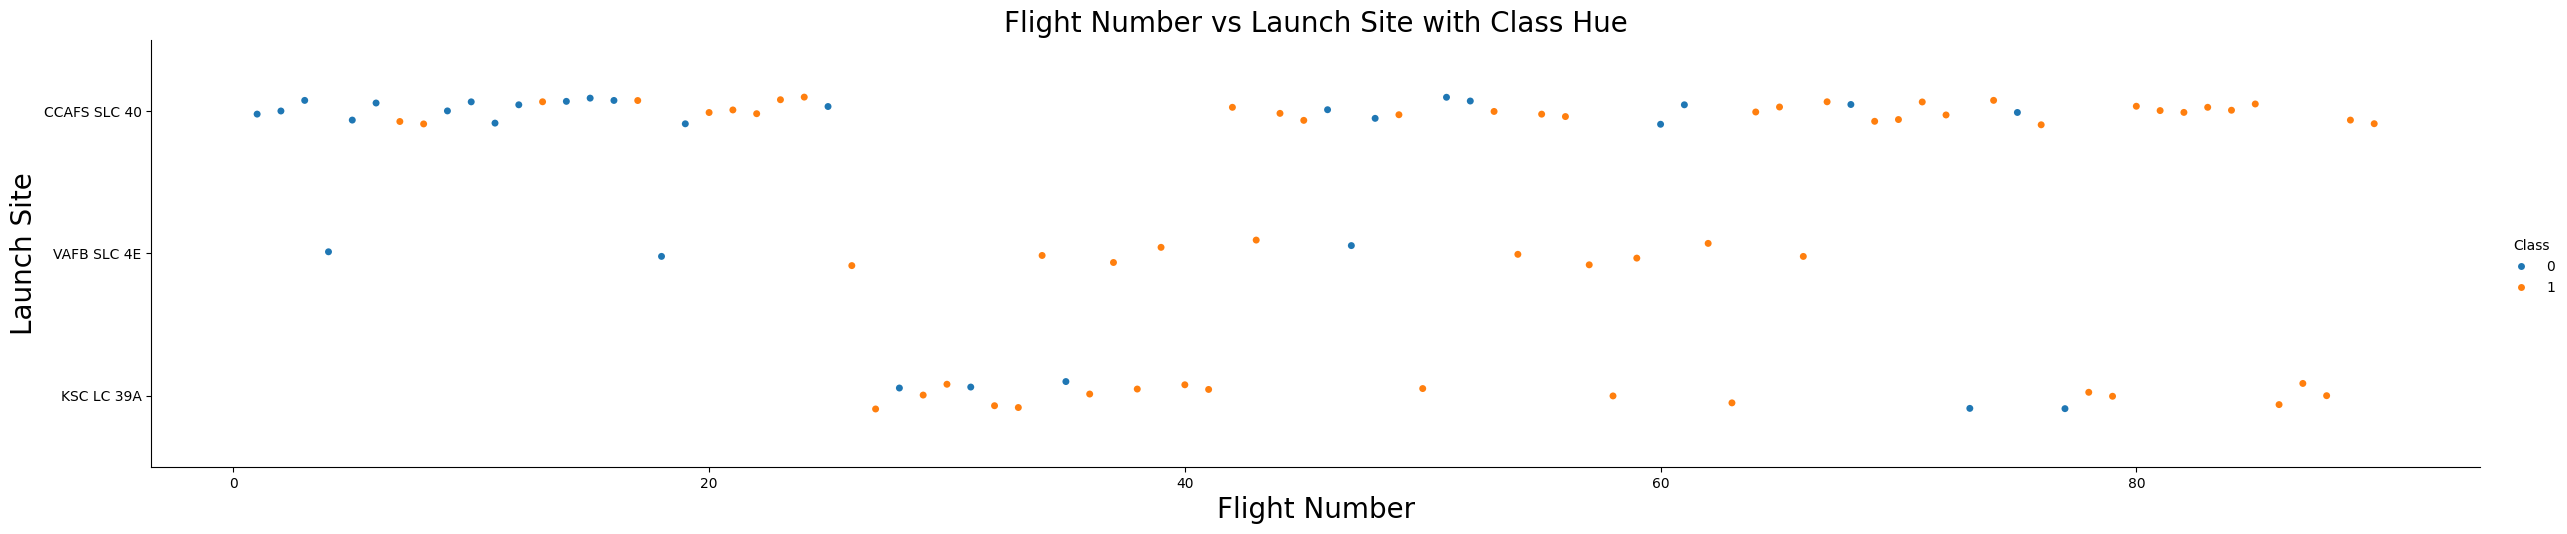 Flight Number vs Launch Site with Class Hue
Launch Site
CCAFS SLC 40
VAFB SLC 4E
KSC LC 39A
0 20 40 60 80
Flight Number
Class
0
1